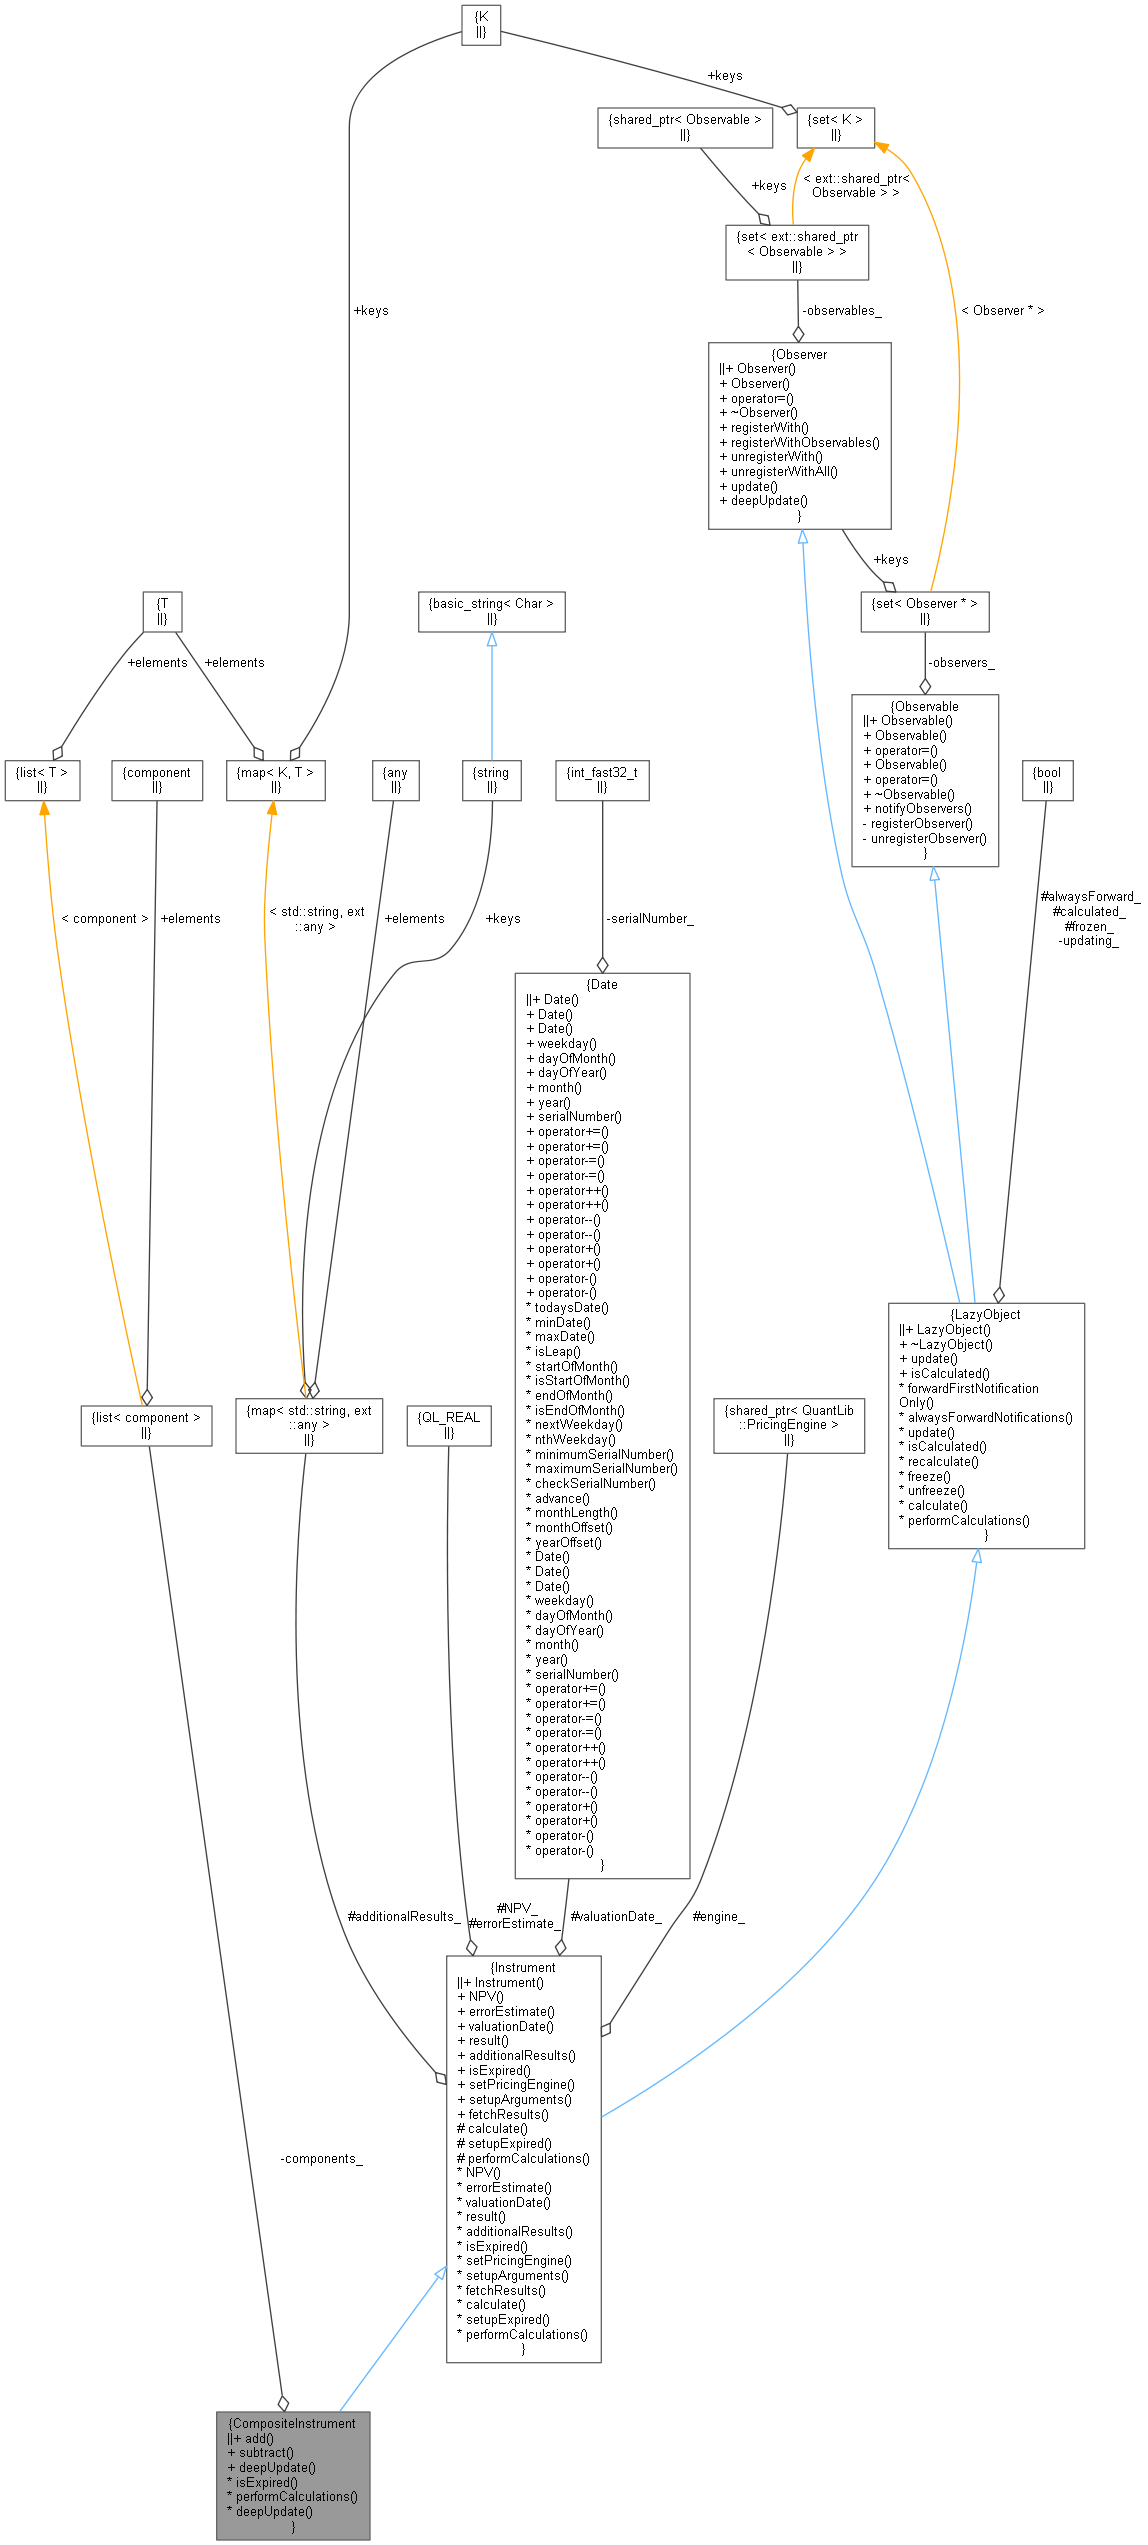 {K
||}
+keys
{shared_ptr< Observable >
||}
{set< K >
||}
+keys
< ext::shared_ptr<
Observable > >
{set< ext::shared_ptr
< Observable > >
||}
+keys
-observables_
< Observer * >
{Observer
||+ Observer()
+ Observer()
+ operator=()
+ ~Observer()
+ registerWith()
+ registerWithObservables()
+ unregisterWith()
+ unregisterWithAll()
+ update()
+ deepUpdate()
}
+keys
{T
||}
{basic_string< Char >
||}
{set< Observer * >
||}
+elements
+elements
-observers_
{Observable
||+ Observable()
+ Observable()
+ operator=()
+ Observable()
+ operator=()
+ ~Observable()
+ notifyObservers()
- registerObserver()
- unregisterObserver()
}
{list< T >
||}
{component
||}
{map< K, T >
||}
{any
||}
{string
||}
{int_fast32_t
||}
{bool
||}
< component >
+elements
< std::string, ext
::any >
+elements
+keys
-serialNumber_
#alwaysForward_
#calculated_
#frozen_
-updating_
{Date
||+ Date()
+ Date()
+ Date()
+ weekday()
+ dayOfMonth()
+ dayOfYear()
+ month()
+ year()
+ serialNumber()
+ operator+=()
+ operator+=()
+ operator-=()
+ operator-=()
+ operator++()
+ operator++()
+ operator--()
+ operator--()
+ operator+()
+ operator+()
+ operator-()
+ operator-()
* todaysDate()
* minDate()
* maxDate()
* isLeap()
* startOfMonth()
* isStartOfMonth()
* endOfMonth()
* isEndOfMonth()
* nextWeekday()
* nthWeekday()
* minimumSerialNumber()
* maximumSerialNumber()
* checkSerialNumber()
* advance()
* monthLength()
* monthOffset()
* yearOffset()
* Date()
* Date()
* Date()
* weekday()
* dayOfMonth()
* dayOfYear()
* month()
* year()
* serialNumber()
* operator+=()
* operator+=()
* operator-=()
* operator-=()
* operator++()
* operator++()
* operator--()
* operator--()
* operator+()
* operator+()
* operator-()
* operator-()
}
{LazyObject
||+ LazyObject()
+ ~LazyObject()
+ update()
+ isCalculated()
* forwardFirstNotification
Only()
* alwaysForwardNotifications()
* update()
* isCalculated()
* recalculate()
* freeze()
* unfreeze()
* calculate()
* performCalculations()
}
{list< component >
||}
{map< std::string, ext
::any >
||}
{QL_REAL
||}
{shared_ptr< QuantLib
::PricingEngine >
||}
#additionalResults_
#NPV_
#errorEstimate_
#valuationDate_
#engine_
{Instrument
||+ Instrument()
+ NPV()
+ errorEstimate()
+ valuationDate()
+ result()
+ additionalResults()
+ isExpired()
+ setPricingEngine()
+ setupArguments()
+ fetchResults()
# calculate()
# setupExpired()
# performCalculations()
* NPV()
* errorEstimate()
* valuationDate()
* result()
* additionalResults()
* isExpired()
* setPricingEngine()
* setupArguments()
* fetchResults()
* calculate()
* setupExpired()
* performCalculations()
}
-components_
{CompositeInstrument
||+ add()
+ subtract()
+ deepUpdate()
* isExpired()
* performCalculations()
* deepUpdate()
}
+keys